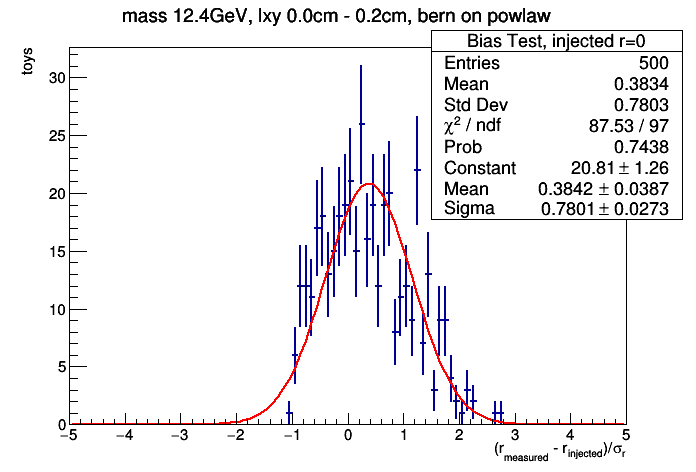 mass 12.4GeV, lxy 0.0cm - 0.2cm, bern on powlaw
Bias Test, injected r=0
Entries 500
Mean 0.3834
Std Dev 0.7803
χ² / ndf 87.53 / 97
Prob 0.7438
Constant 20.81 ± 1.26
Mean 0.3842 ± 0.0387
Sigma 0.7801 ± 0.0273
toys
30
25
20
15
10
5
0
−5 −4 −3 −2 −1 0 1 2 3 4 5
(r_measured - r_injected)/σ_r